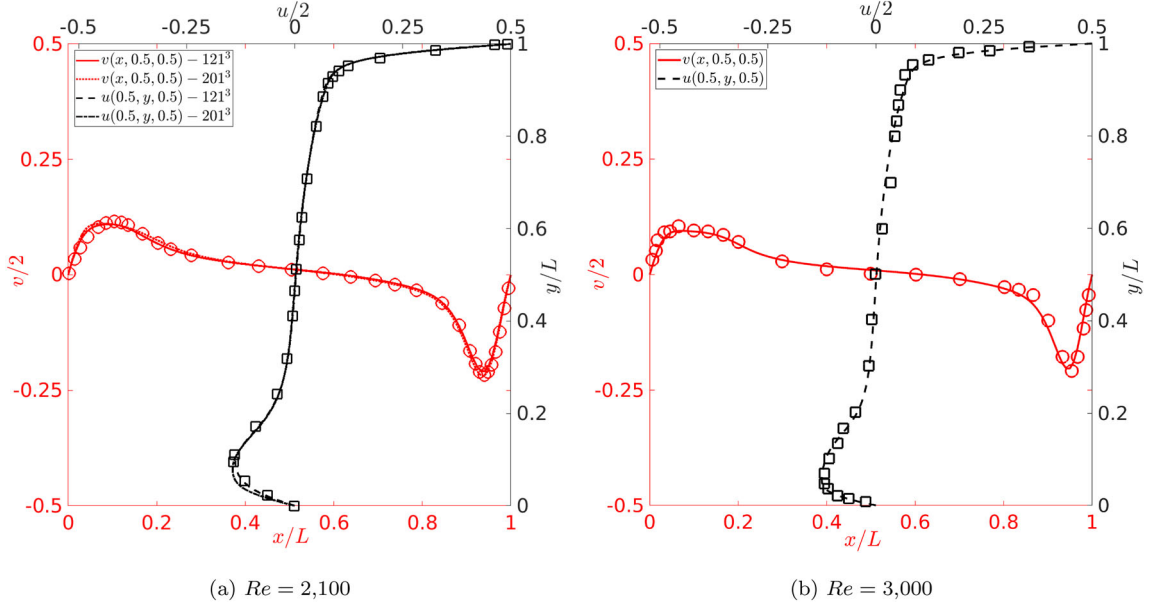 u/2
-0.5 -0.25 0 0.25 0.5
0.5
0.25
0
-0.25
-0.5
v/2
v(x, 0.5, 0.5) − 121³
v(x, 0.5, 0.5) − 201³
u(0.5, y, 0.5) − 121³
u(0.5, y, 0.5) − 201³
1
0.8
0.6
0.4
0.2
0
y/L
0 0.2 0.4 0.6 0.8 1
x/L
(a) Re = 2,100
u/2
-0.5 -0.25 0 0.25 0.5
0.5
0.25
0
-0.25
-0.5
v/2
v(x, 0.5, 0.5)
u(0.5, y, 0.5)
1
0.8
0.6
0.4
0.2
0
y/L
0 0.2 0.4 0.6 0.8 1
x/L
(b) Re = 3,000